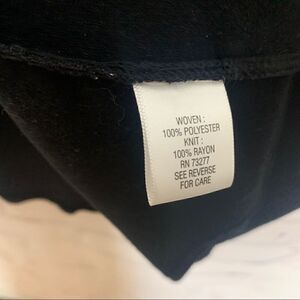 WOVEN :
100% POLYESTER
KNIT :
100% RAYON
RN 73277
SEE REVERSE
FOR CARE